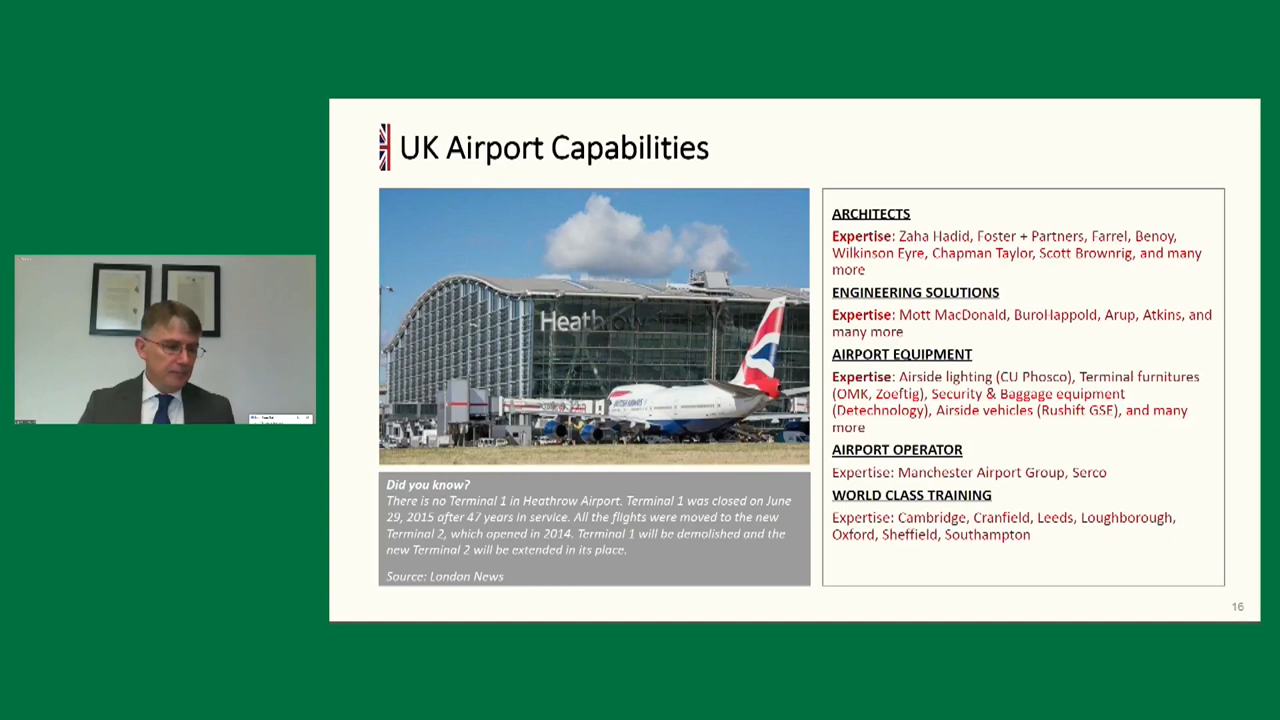 UK Airport Capabilities
Heathrow
BRITISH AIRWAYS
Did you know?
There is no Terminal 1 in Heathrow Airport. Terminal 1 was closed on June
29, 2015 after 47 years in service. All the flights were moved to the new
Terminal 2, which opened in 2014. Terminal 1 will be demolished and the
new Terminal 2 will be extended in its place.
Source: London News
ARCHITECTS
Expertise: Zaha Hadid, Foster + Partners, Farrel, Benoy,
Wilkinson Eyre, Chapman Taylor, Scott Brownrig, and many
more
ENGINEERING SOLUTIONS
Expertise: Mott MacDonald, BuroHappold, Arup, Atkins, and
many more
AIRPORT EQUIPMENT
Expertise: Airside lighting (CU Phosco), Terminal furnitures
(OMK, Zoeftig), Security & Baggage equipment
(Detechnology), Airside vehicles (Rushift GSE), and many
more
AIRPORT OPERATOR
Expertise: Manchester Airport Group, Serco
WORLD CLASS TRAINING
Expertise: Cambridge, Cranfield, Leeds, Loughborough,
Oxford, Sheffield, Southampton
16